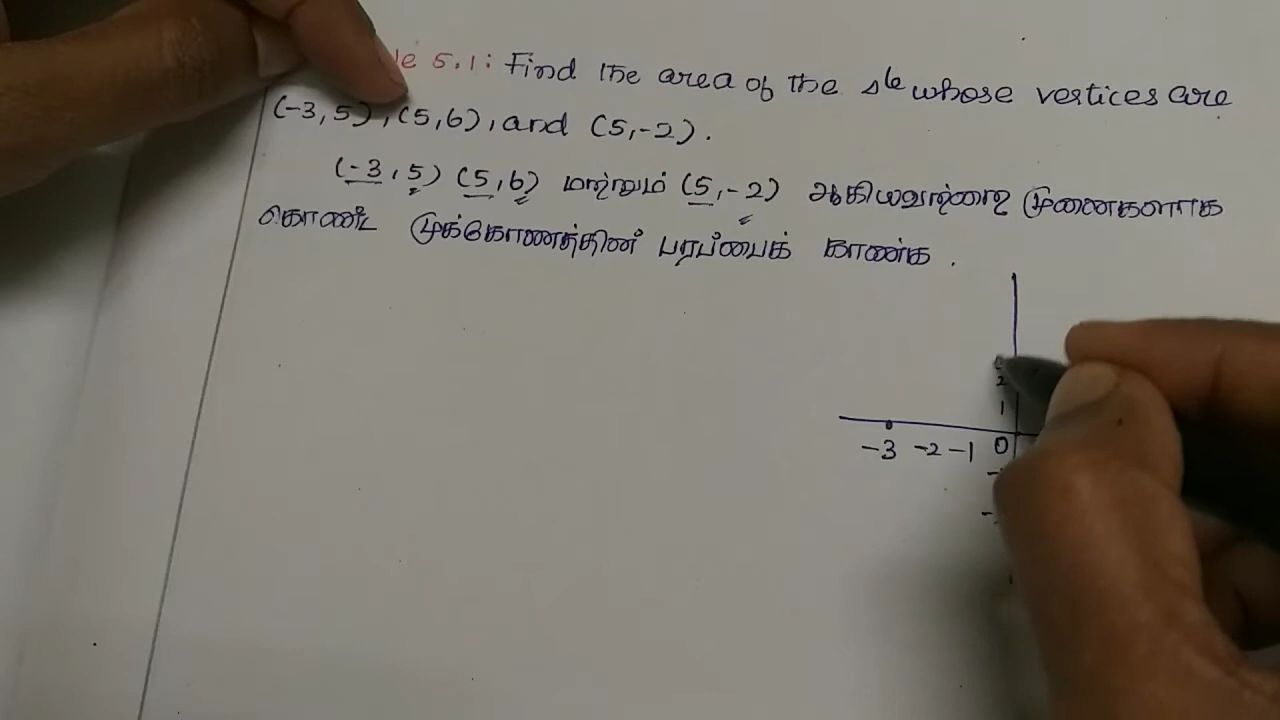 le 5.1: Find the area of the Δle whose vertices are
(-3, 5), (5,6), and (5,-2).
(-3, 5) (5, 6) மற்றும் (5, -2) ஆகியவற்றை முனைகளாக
கொண்ட முக்கோணத்தின் பரப்பைக் காண்க.
2
1
-3 -2 -1 0